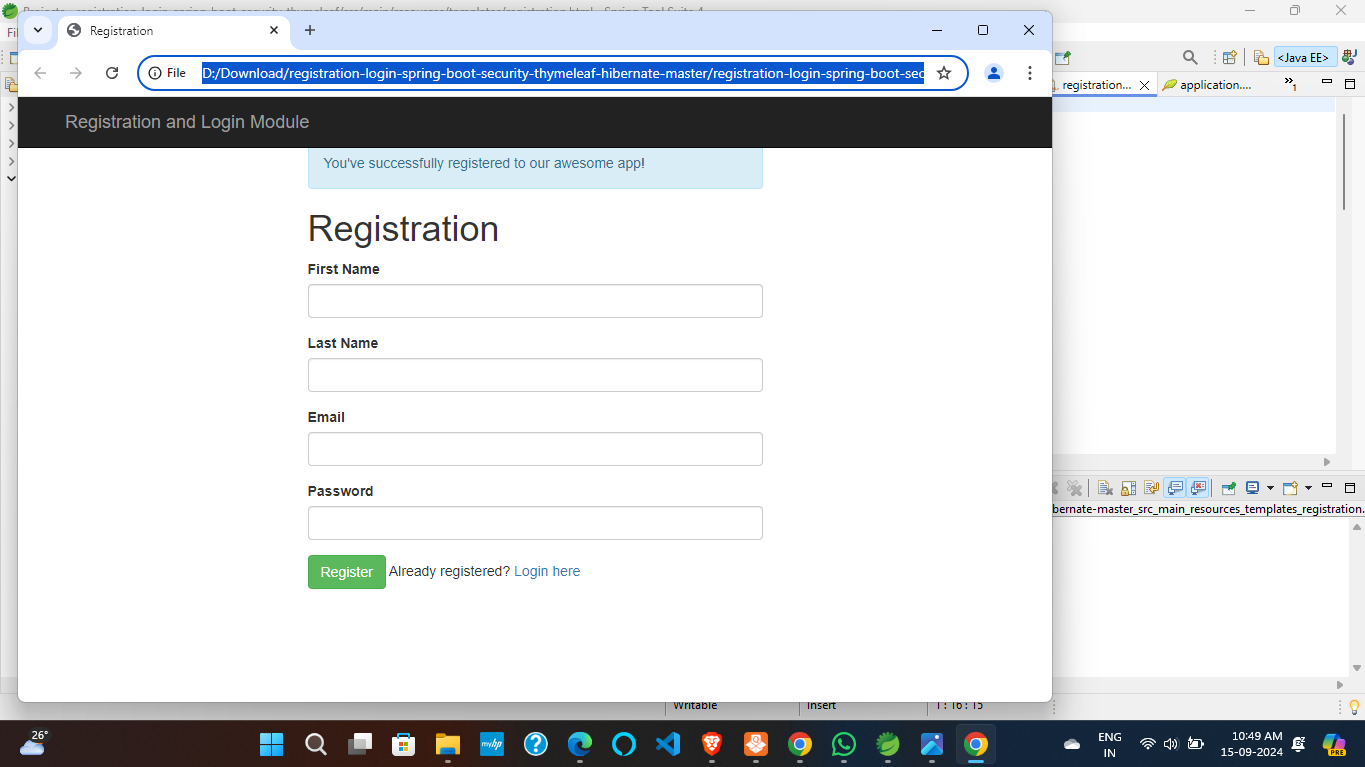 Registration
File
D:/Download/registration-login-spring-boot-security-thymeleaf-hibernate-master/registration-login-spring-boot-sec
<Java EE>
registration...
application....
»1
Registration and Login Module
You've successfully registered to our awesome app!
Registration
First Name
Last Name
Email
Password
Register Already registered? Login here
bernate-master_src_main_resources_templates_registration.
Writable
Insert
1 : 16 : 15
26°
myhp
ENG
IN
10:49 AM
15-09-2024
PRE